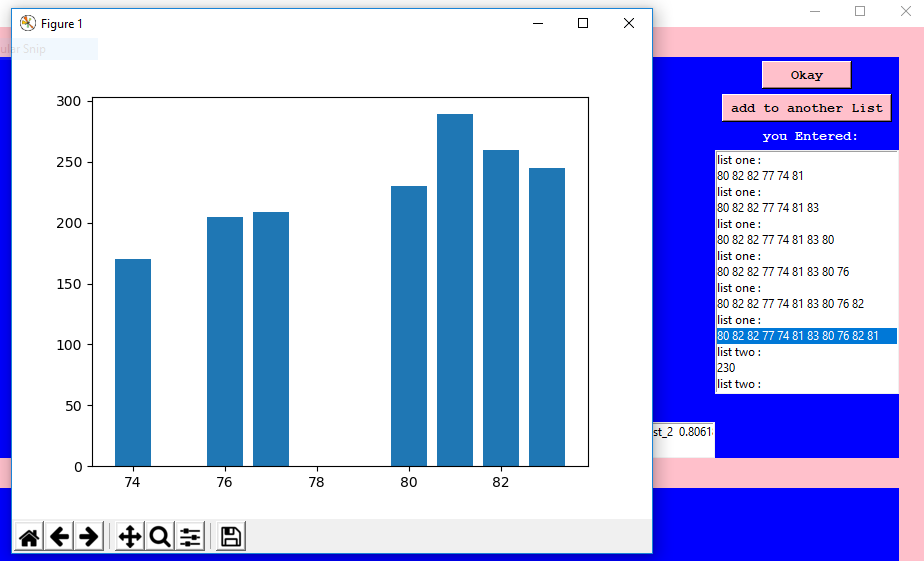 Figure 1
ular Snip
300
250
200
150
100
50
0
74 76 78 80 82
Okay
add to another List
you Entered:
list one :
80 82 82 77 74 81
list one :
80 82 82 77 74 81 83
list one :
80 82 82 77 74 81 83 80
list one :
80 82 82 77 74 81 83 80 76
list one :
80 82 82 77 74 81 83 80 76 82
list one :
80 82 82 77 74 81 83 80 76 82 81
list two :
230
list two :
st_2 0.8061